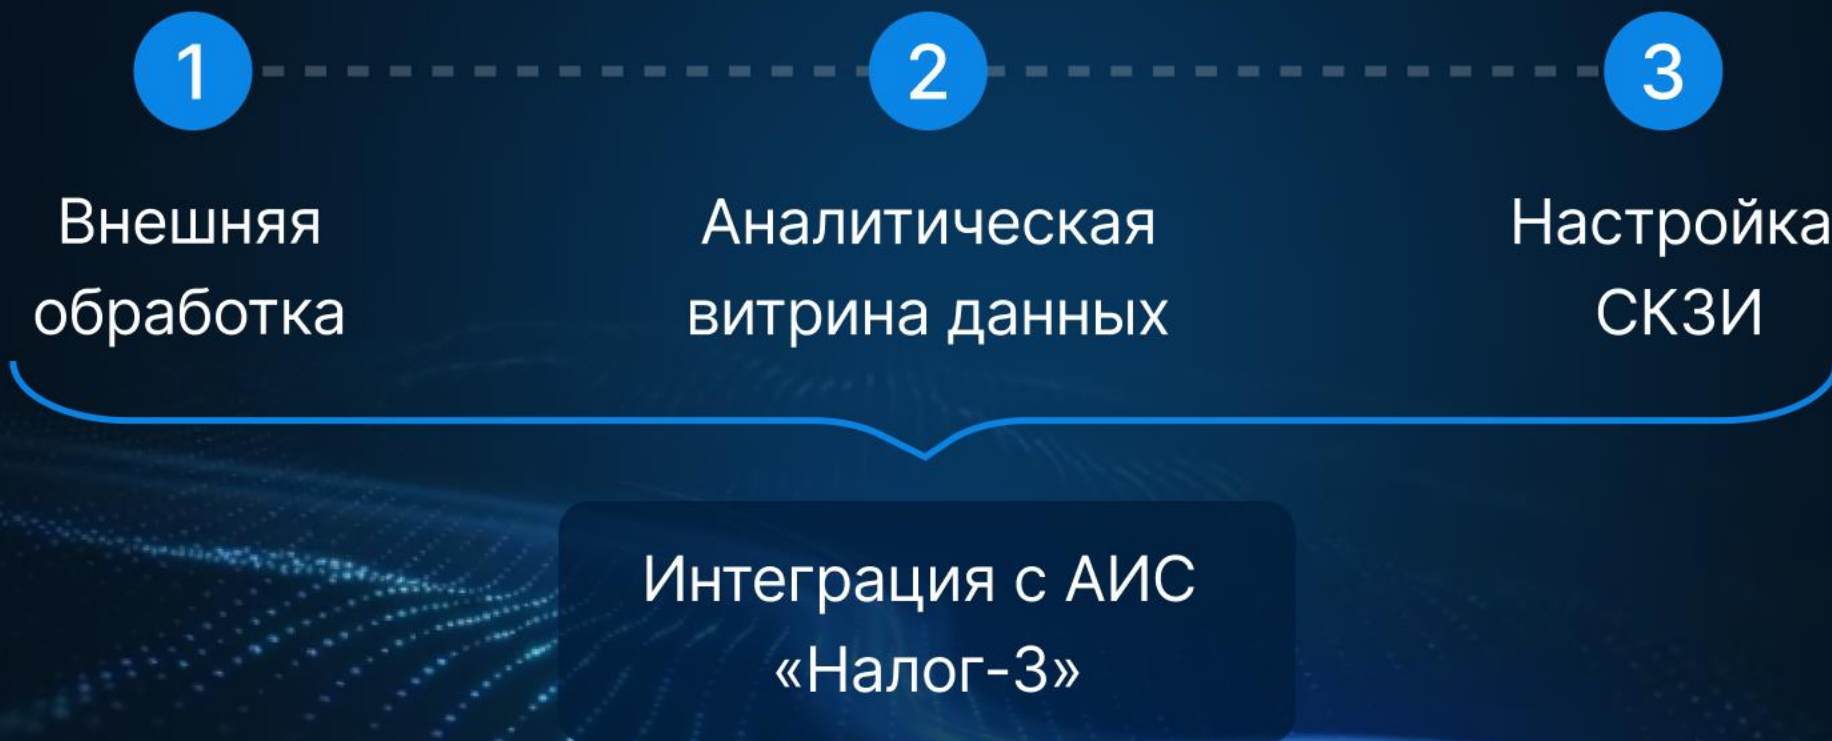 1
2
3
Внешняя
обработка
Аналитическая
витрина данных
Настройка
СКЗИ
Интеграция с АИС
«Налог-3»